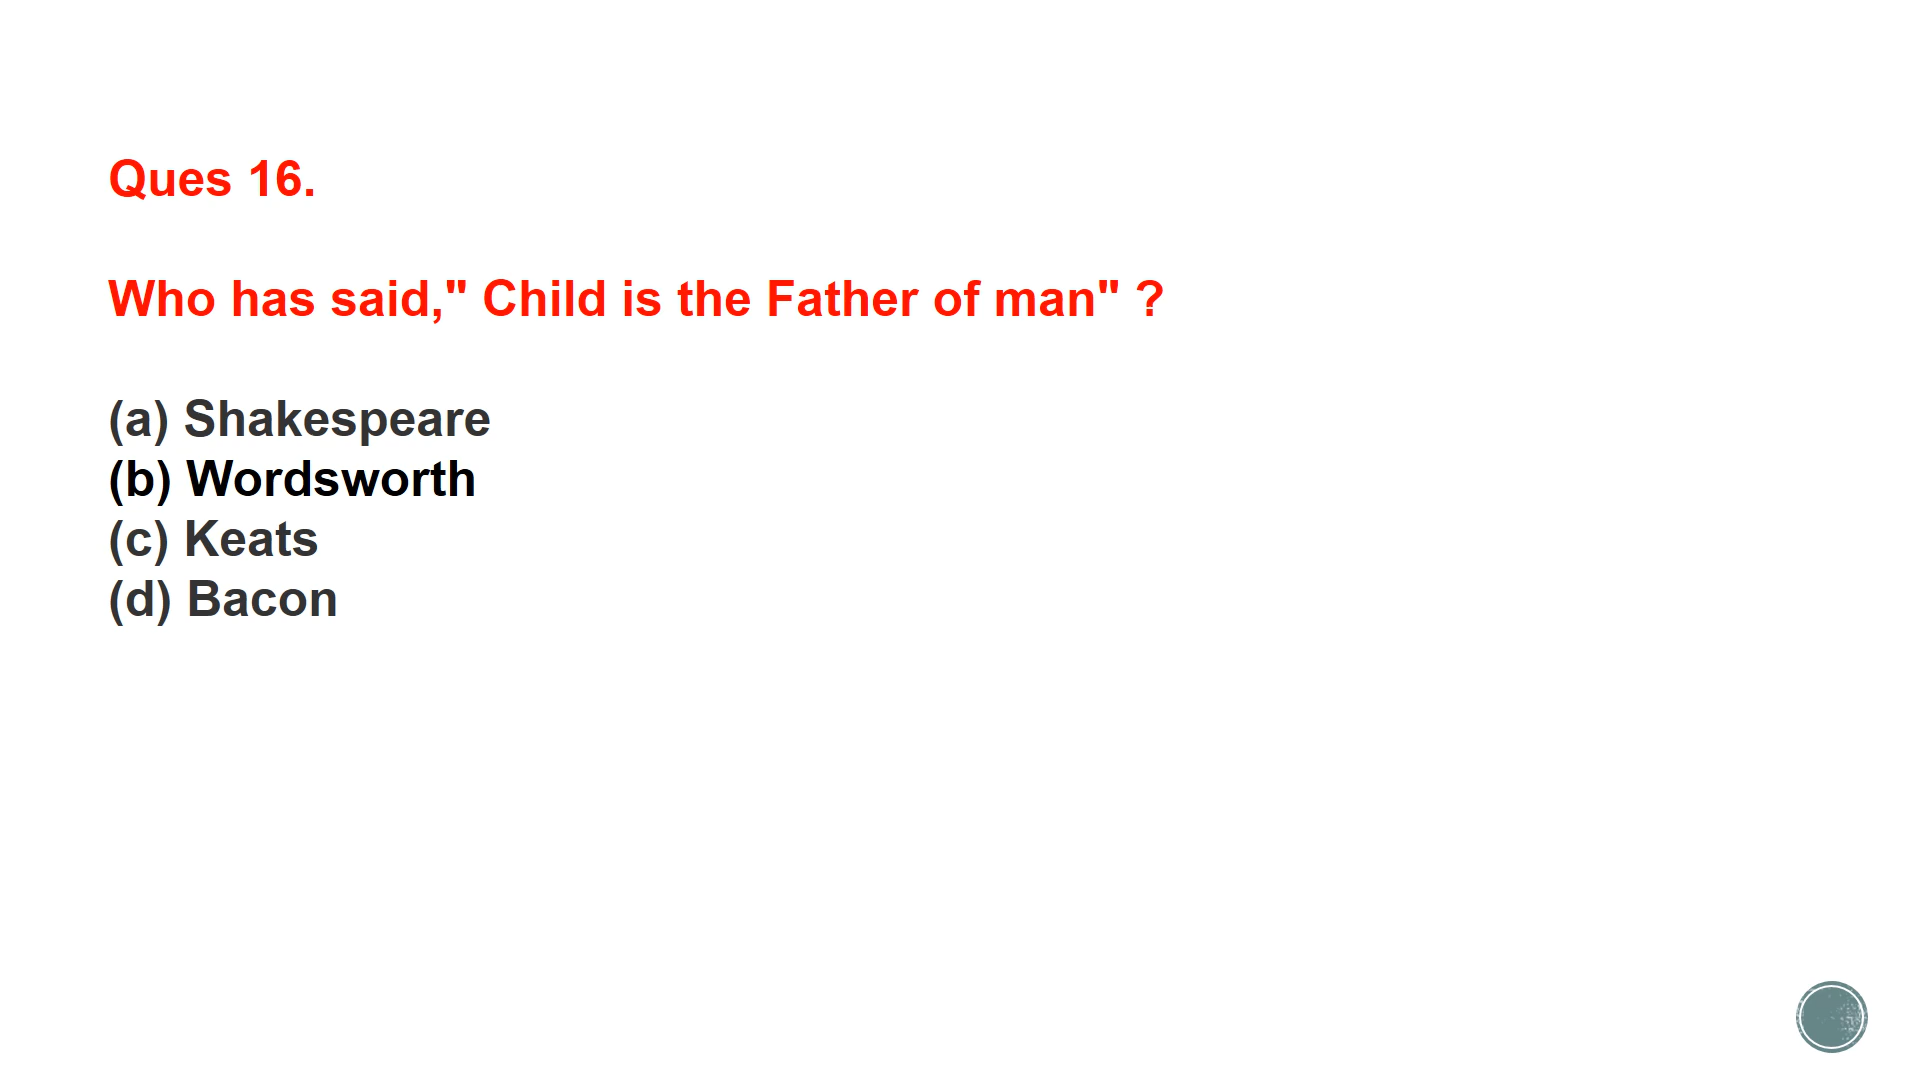 Ques 16.
Who has said," Child is the Father of man" ?
(a) Shakespeare
(b) Wordsworth
(c) Keats
(d) Bacon